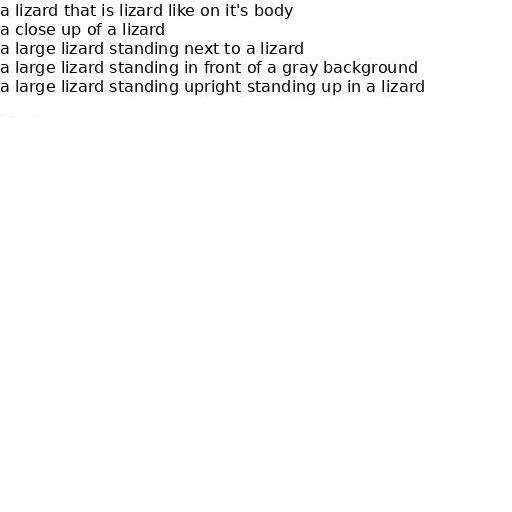 a lizard that is lizard like on it's body
a close up of a lizard
a large lizard standing next to a lizard
a large lizard standing in front of a gray background
a large lizard standing upright standing up in a lizard